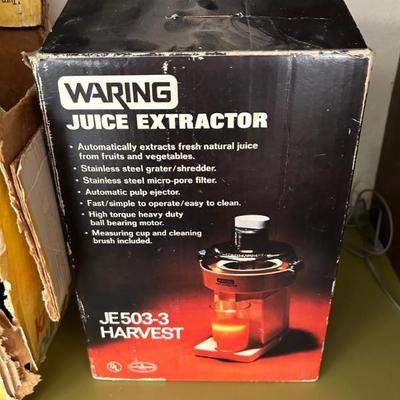 WARING
JUICE EXTRACTOR
• Automatically extracts fresh natural juice
from fruits and vegetables.
• Stainless steel grater/shredder.
• Stainless steel micro-pore filter.
• Automatic pulp ejector.
• Fast/simple to operate/easy to clean.
• High torque heavy duty
ball bearing motor.
• Measuring cup and cleaning
brush included.
WARING
JE503-3
HARVEST
UL